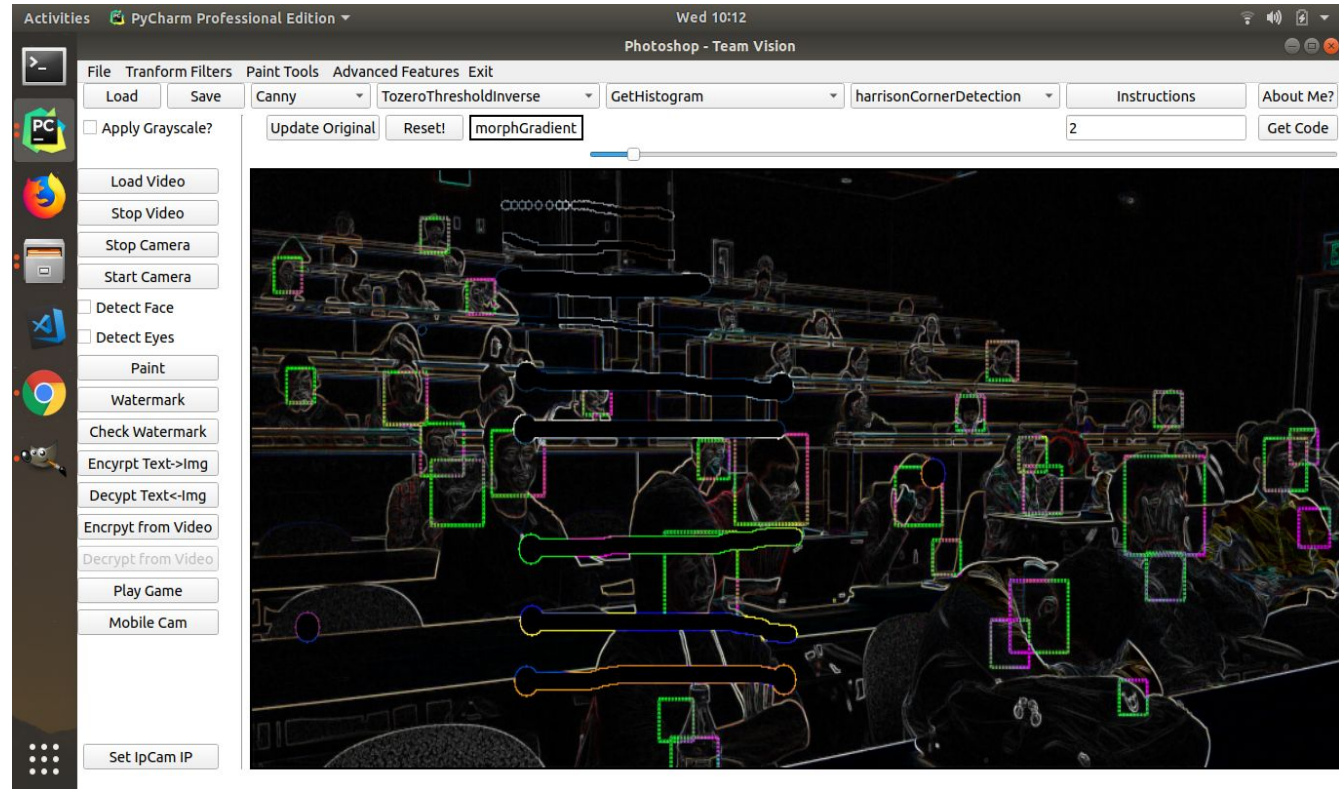 Activities PyCharm Professional Edition Wed 10:12
Photoshop - Team Vision
File Tranform Filters Paint Tools Advanced Features Exit
Load Save Canny TozeroThresholdInverse GetHistogram harrisonCornerDetection Instructions About Me?
Apply Grayscale? Update Original Reset! morphGradient 2 Get Code
Load Video
Stop Video
Stop Camera
Start Camera
Detect Face
Detect Eyes
Paint
Watermark
Check Watermark
Encyrpt Text->Img
Decypt Text<-Img
Encrpyt from Video
Decrypt from Video
Play Game
Mobile Cam
Set IpCam IP
PC